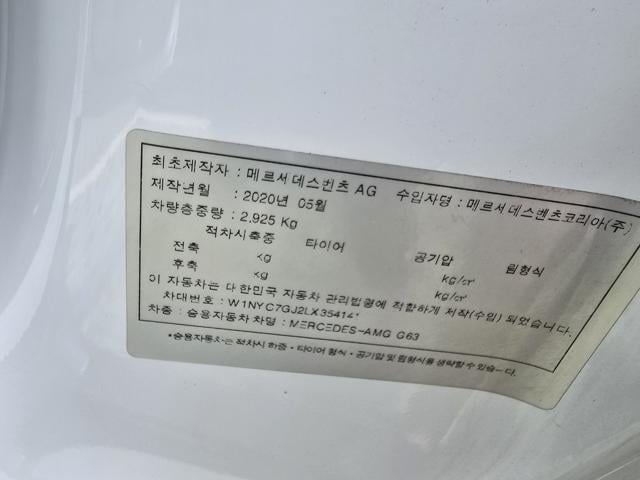 최초제작자 : 메르서데스벤츠 AG 수입자명 : 메르서데스벤츠코리아(주)
제작년월 : 2020년 05월
차량총중량 : 2,925 Kg
적차시축중 타이어 공기압 림형식
전축 kg kg/㎠
후축 kg kg/㎠
이 자동차는 대한민국 자동차 관리법령에 적합하게 제작(수입) 되었습니다.
차대번호 :
차종 : 승용자동차 차명 : MERCEDES-AMG G63
*승용자동차는 적차시 하중 · 타이어 형식 · 공기압 및 림형식을 생략할 수 있습니다.